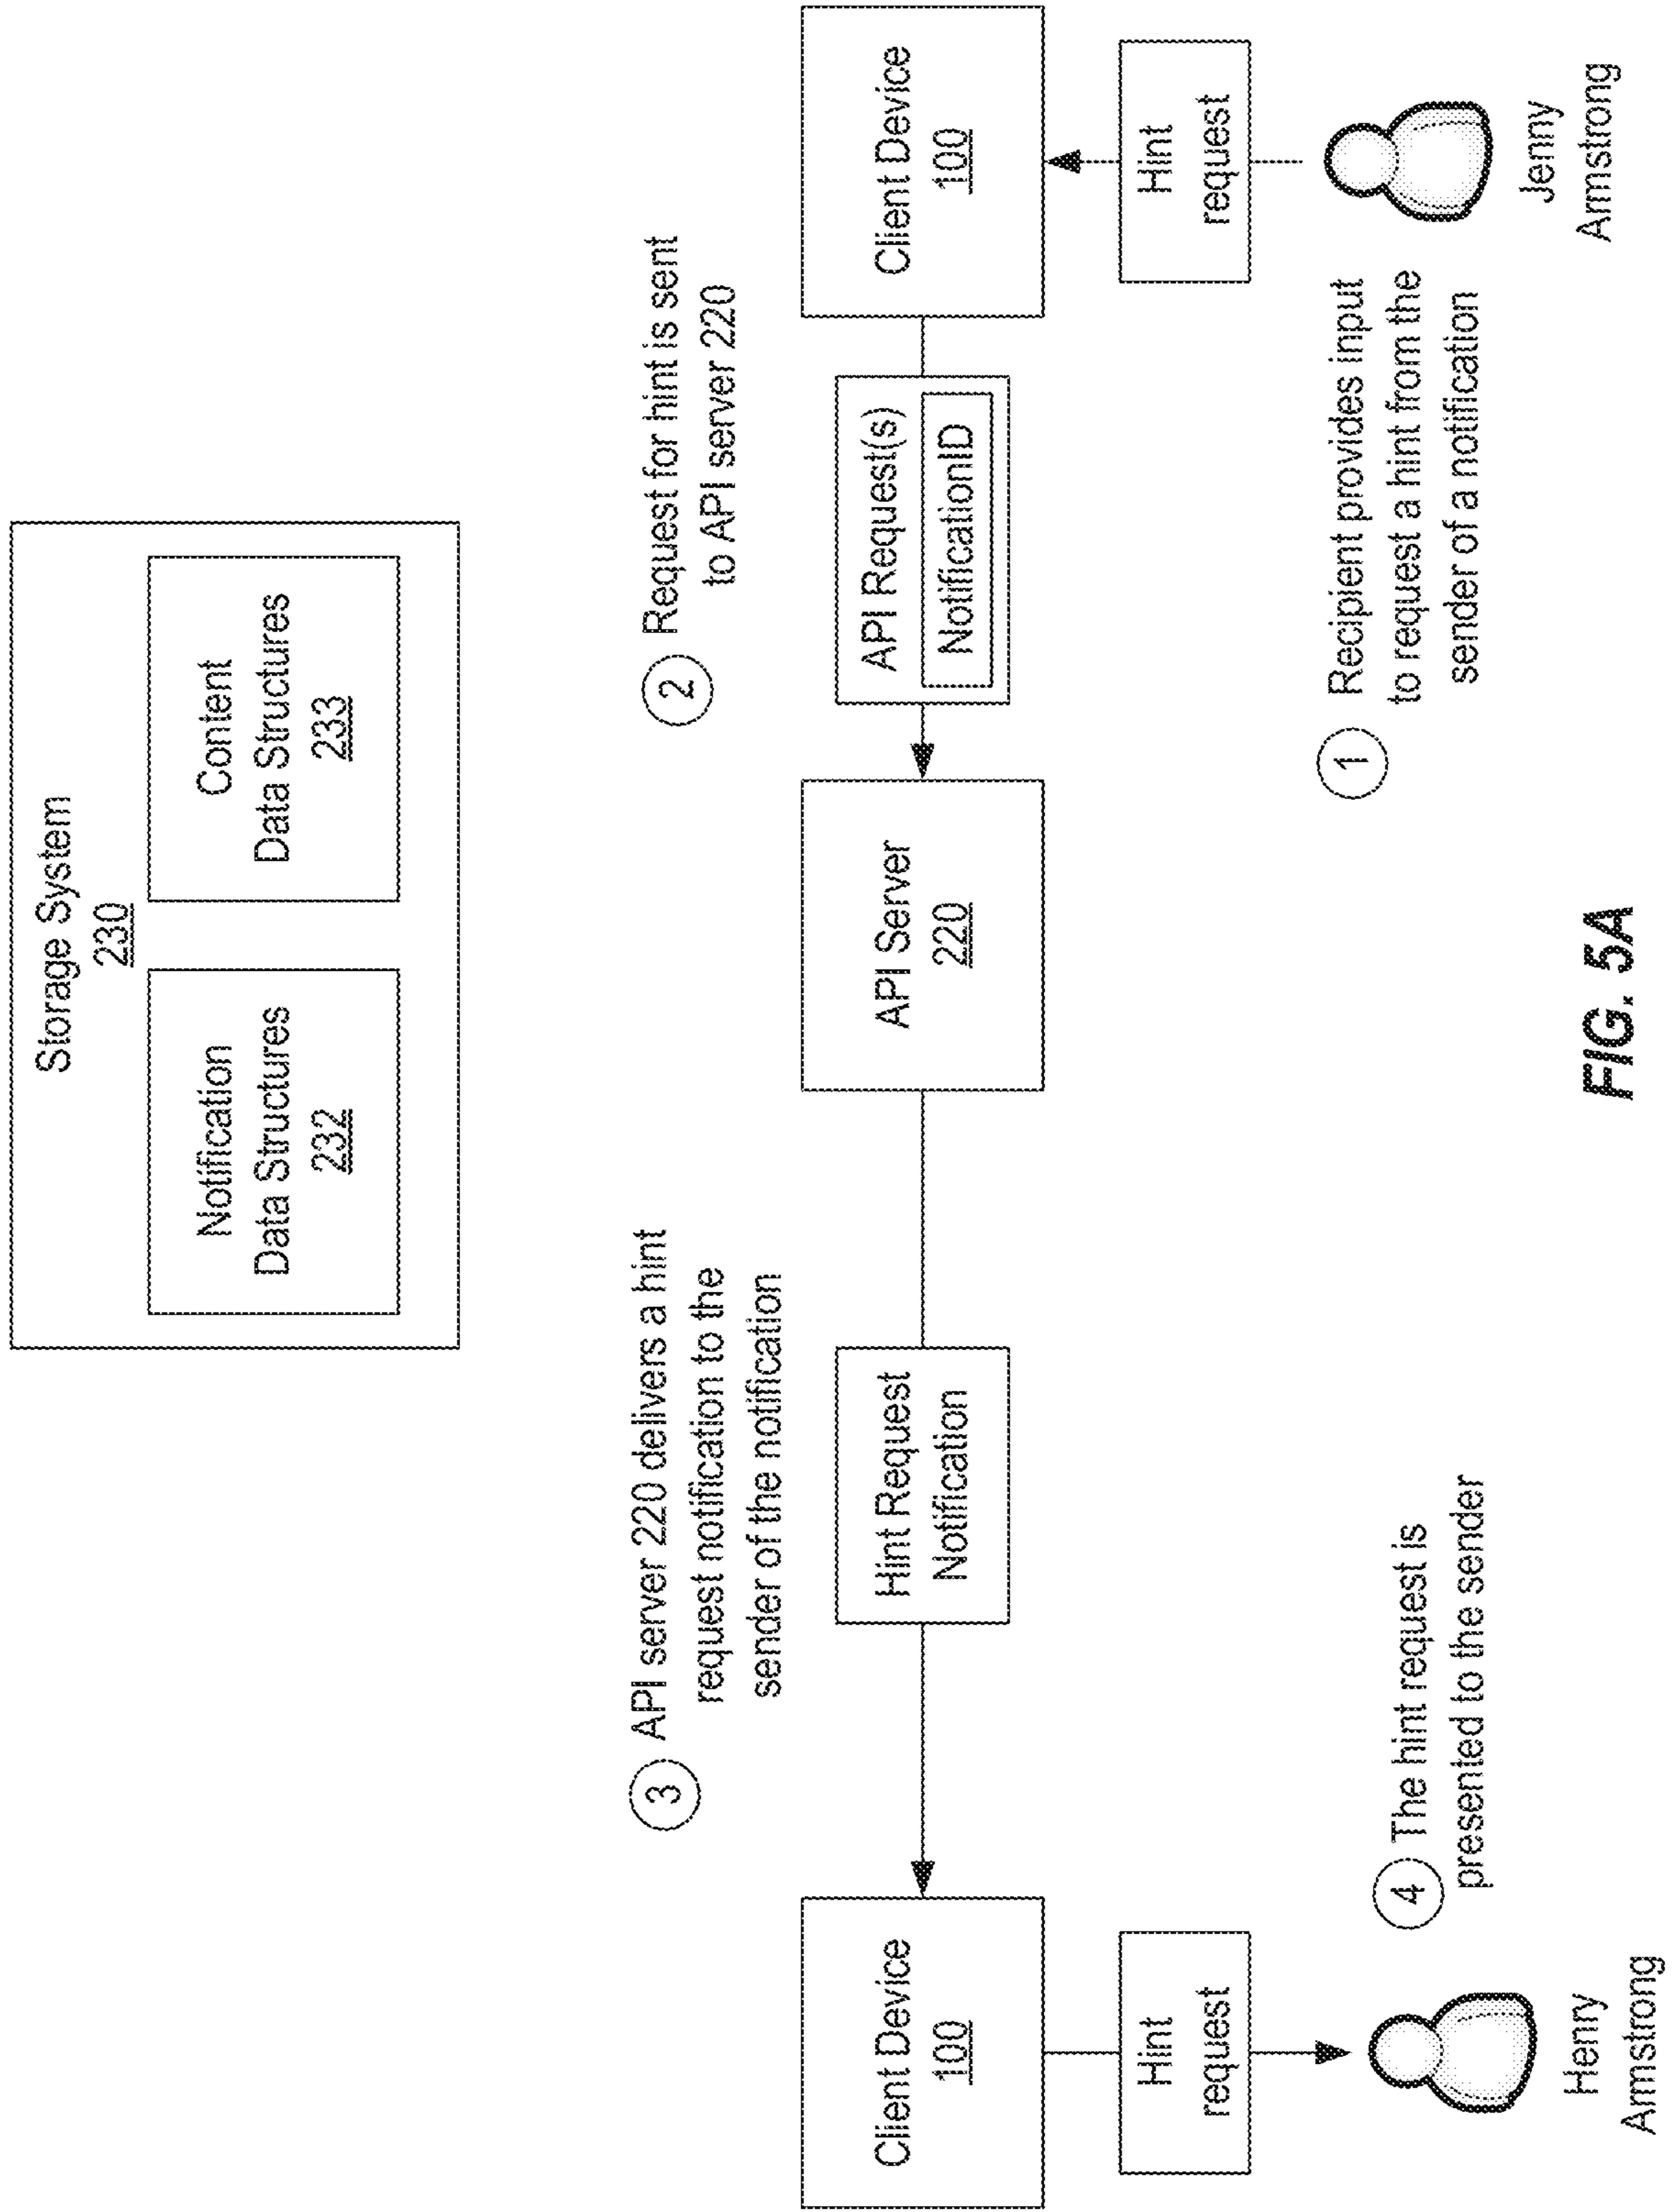 Storage System
230
Notification
Data Structures
232
Content
Data Structures
233
3
API server 220 delivers a hint
request notification to the
sender of the notification
2
Request for hint is sent
to API server 220
Client Device
100
Hint Request
Notification
API Server
220
API Request(s)
NotificationID
Client Device
100
Hint
request
Hint
request
4
The hint request is
presented to the sender
1
Recipient provides input
to request a hint from the
sender of a notification
Henry
Armstrong
Jenny
Armstrong
FIG. 5A